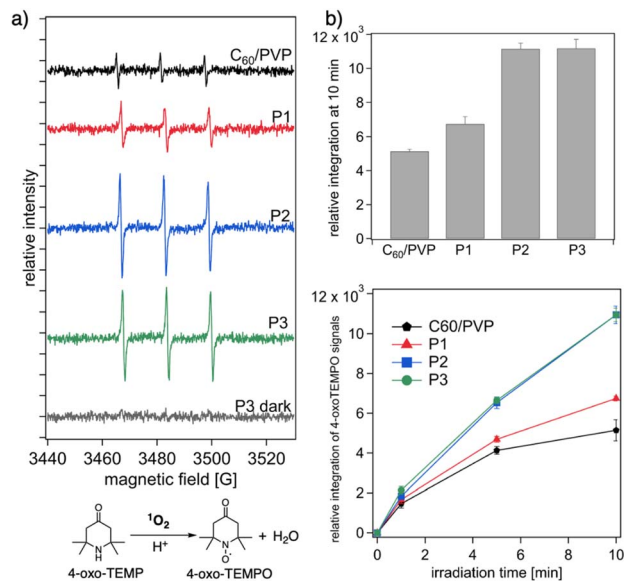 a)
C₆₀/PVP
P1
P2
P3
P3 dark
relative intensity
3440 3460 3480 3500 3520
magnetic field [G]
O
N
H
4-oxo-TEMP
¹O₂
H⁺
O
N
O·
4-oxo-TEMPO
+ H₂O
b)
12 x 10³
10
8
6
4
2
0
relative integration at 10 min
C₆₀/PVP P1 P2 P3
12 x 10³
10
8
6
4
2
0
relative integration of 4-oxoTEMPO signals
C60/PVP
P1
P2
P3
0 2 4 6 8 10
irradiation time [min]